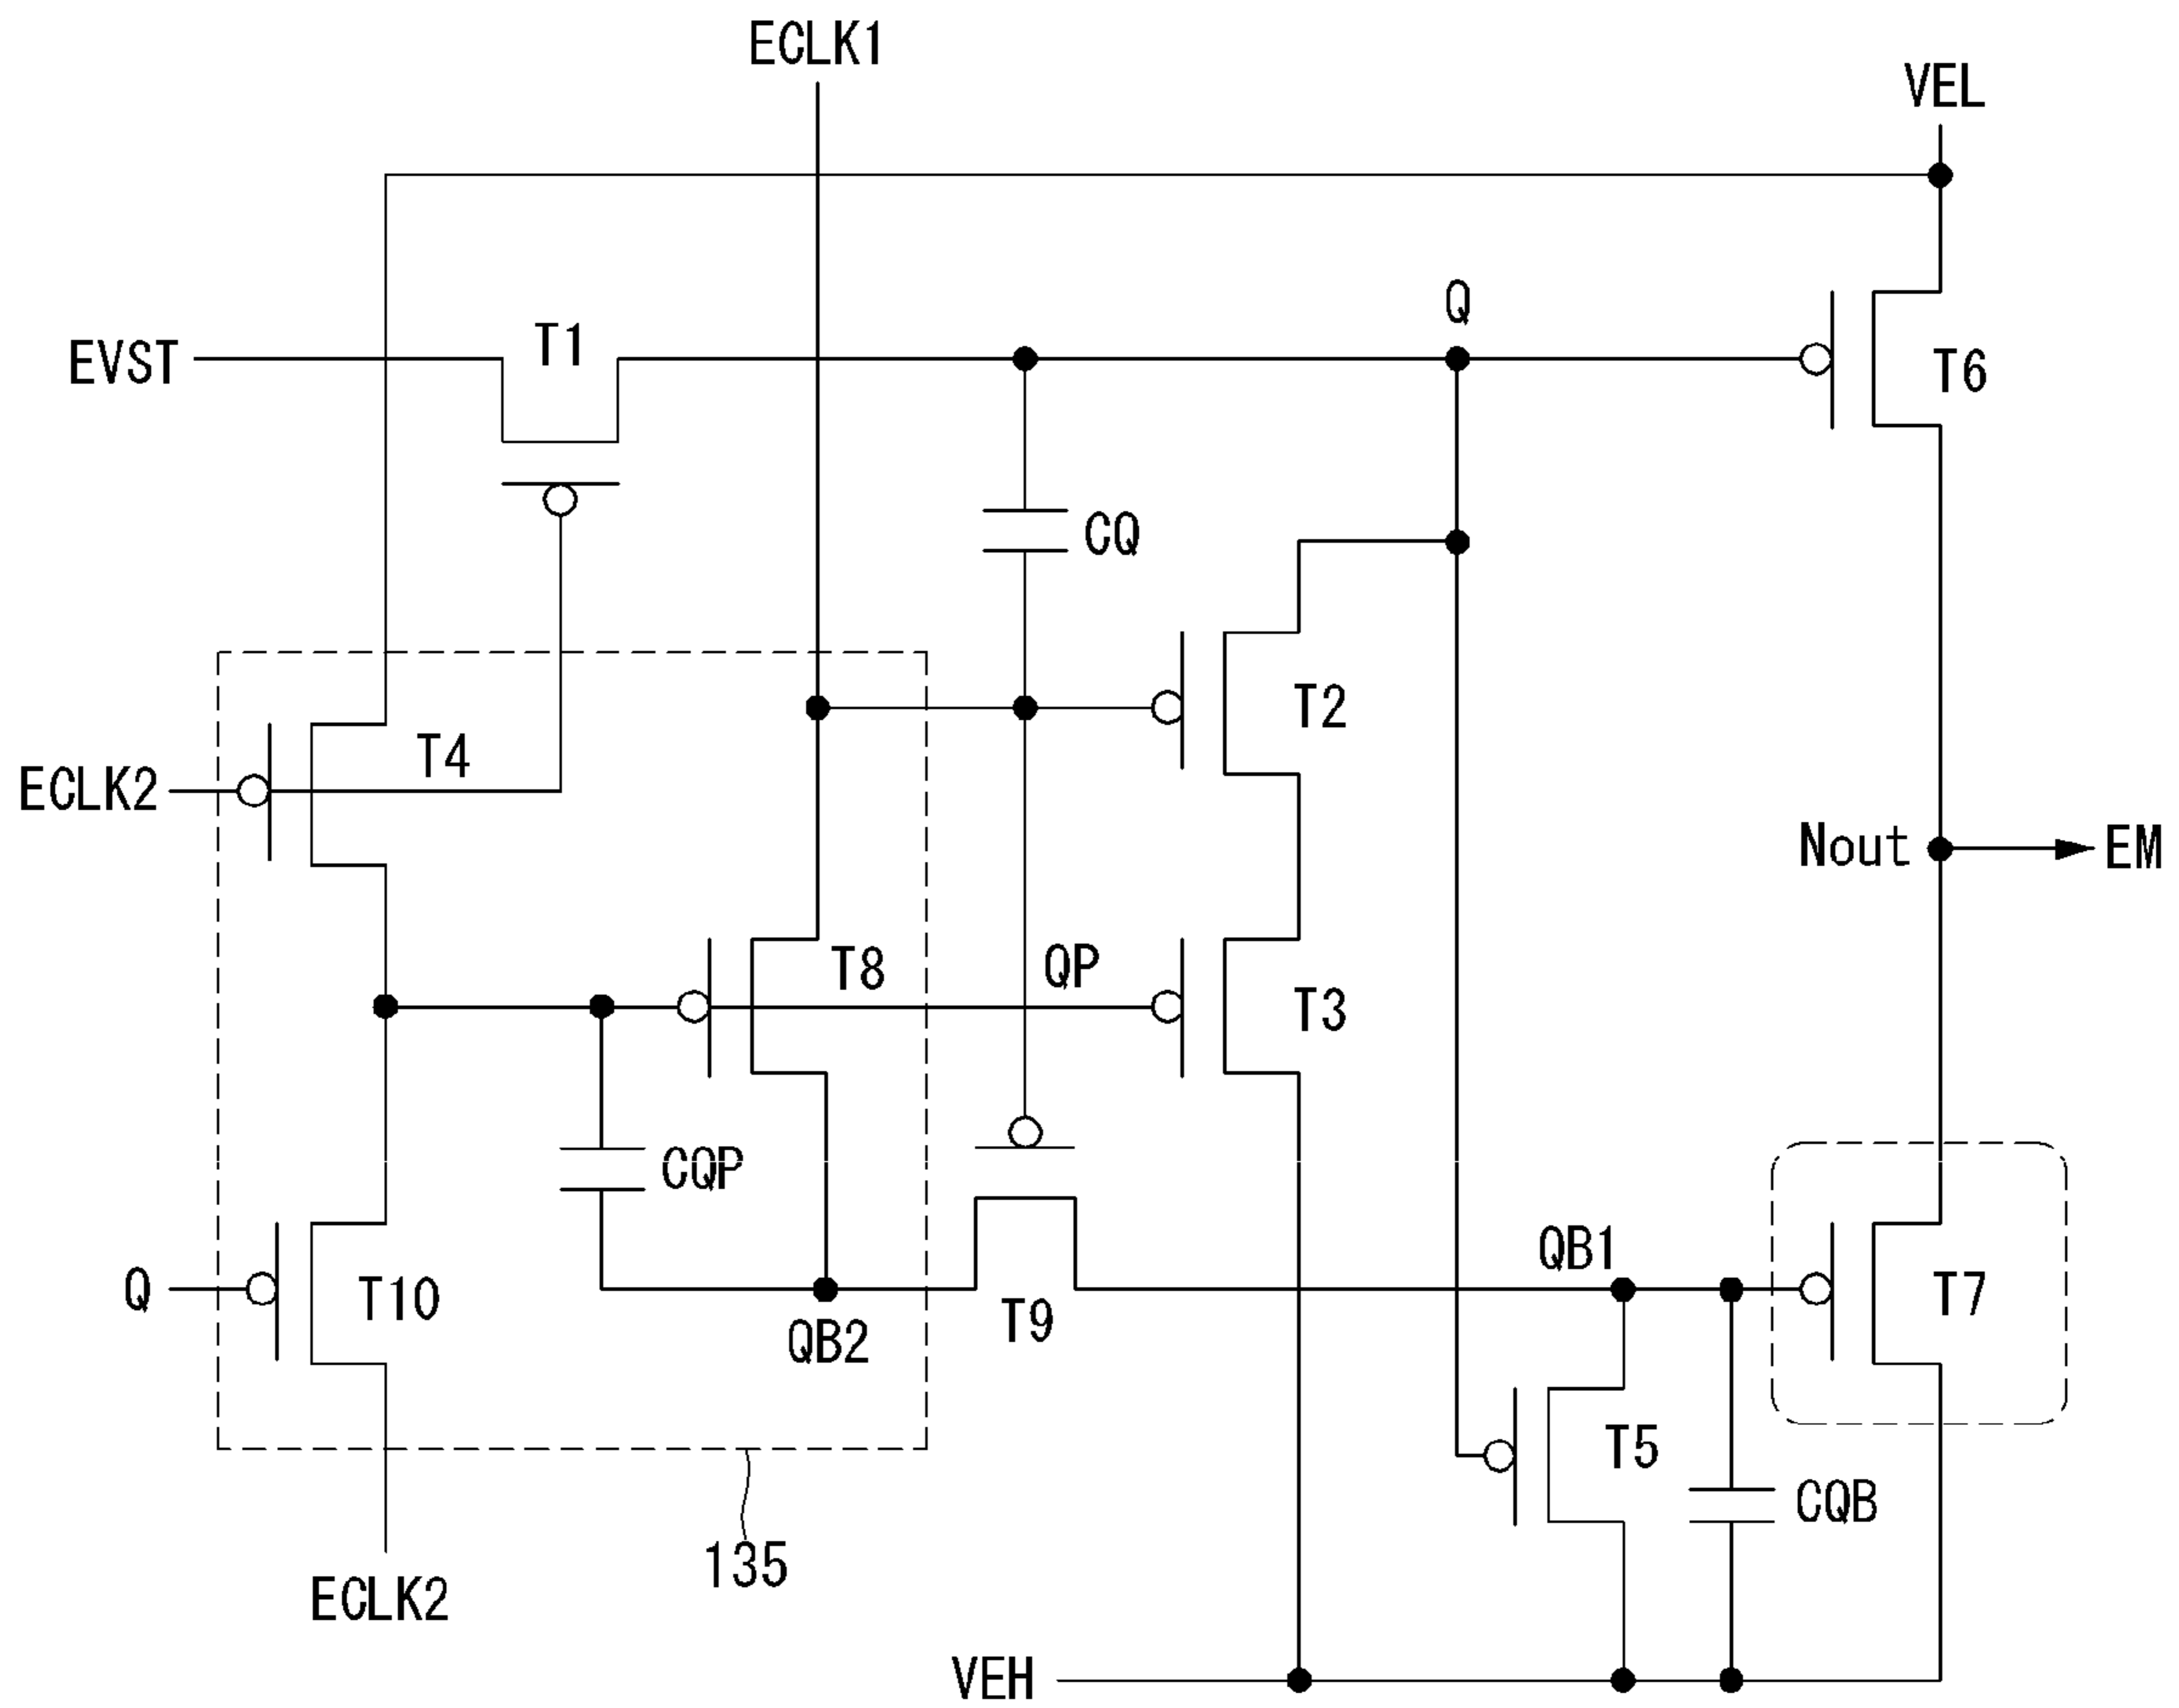 ECLK1
VEL
Q
EVST
T1
T6
CQ
T2
T4
ECLK2
Nout
EM
T8
QP
T3
CQP
QB1
Q
T10
T9
T7
QB2
T5
CQB
135
ECLK2
VEH